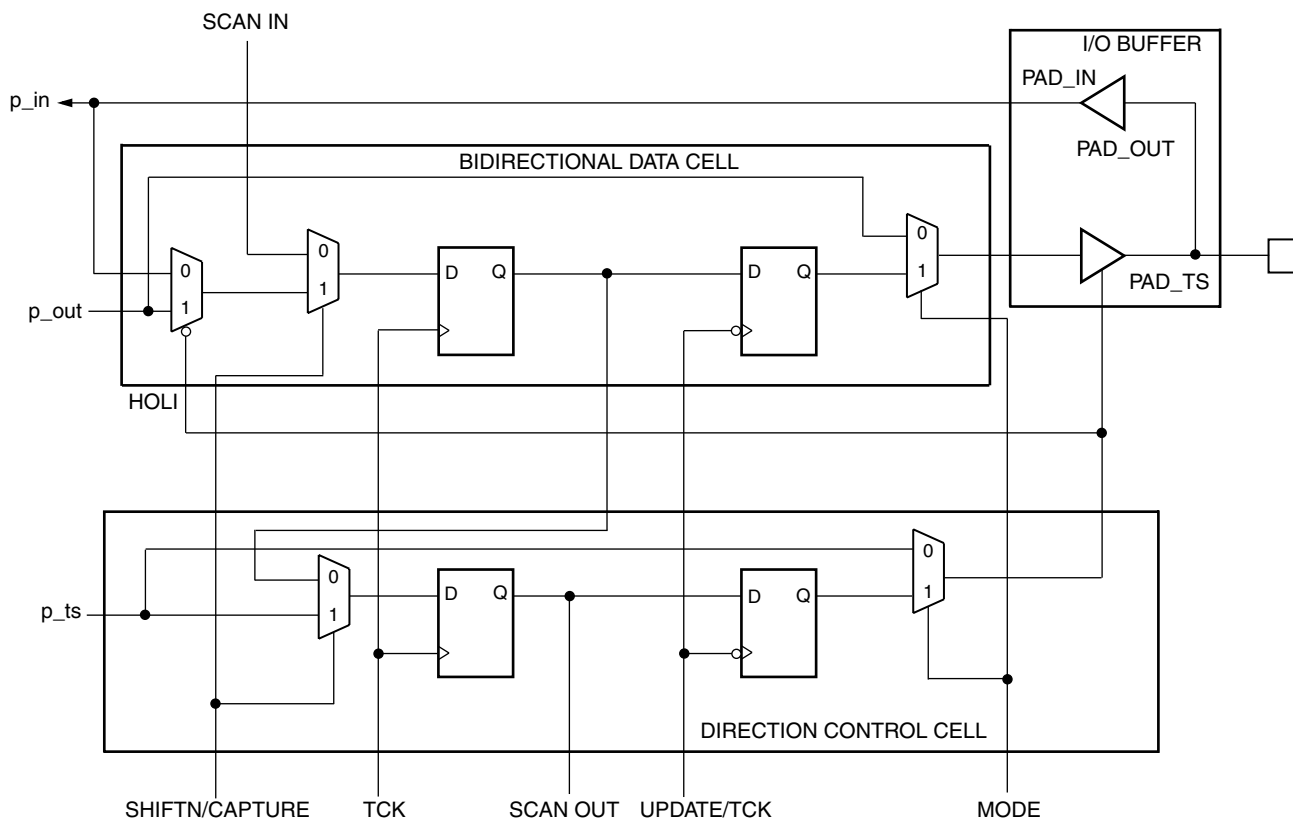 SCAN IN
I/O BUFFER
PAD_IN
p_in
PAD_OUT
BIDIRECTIONAL DATA CELL
0
0
1
0
1
D Q
D Q
1
PAD_TS
p_out
HOLI
0
0
1
D Q
D Q
1
p_ts
DIRECTION CONTROL CELL
SHIFTN/CAPTURE
TCK
SCAN OUT
UPDATE/TCK
MODE